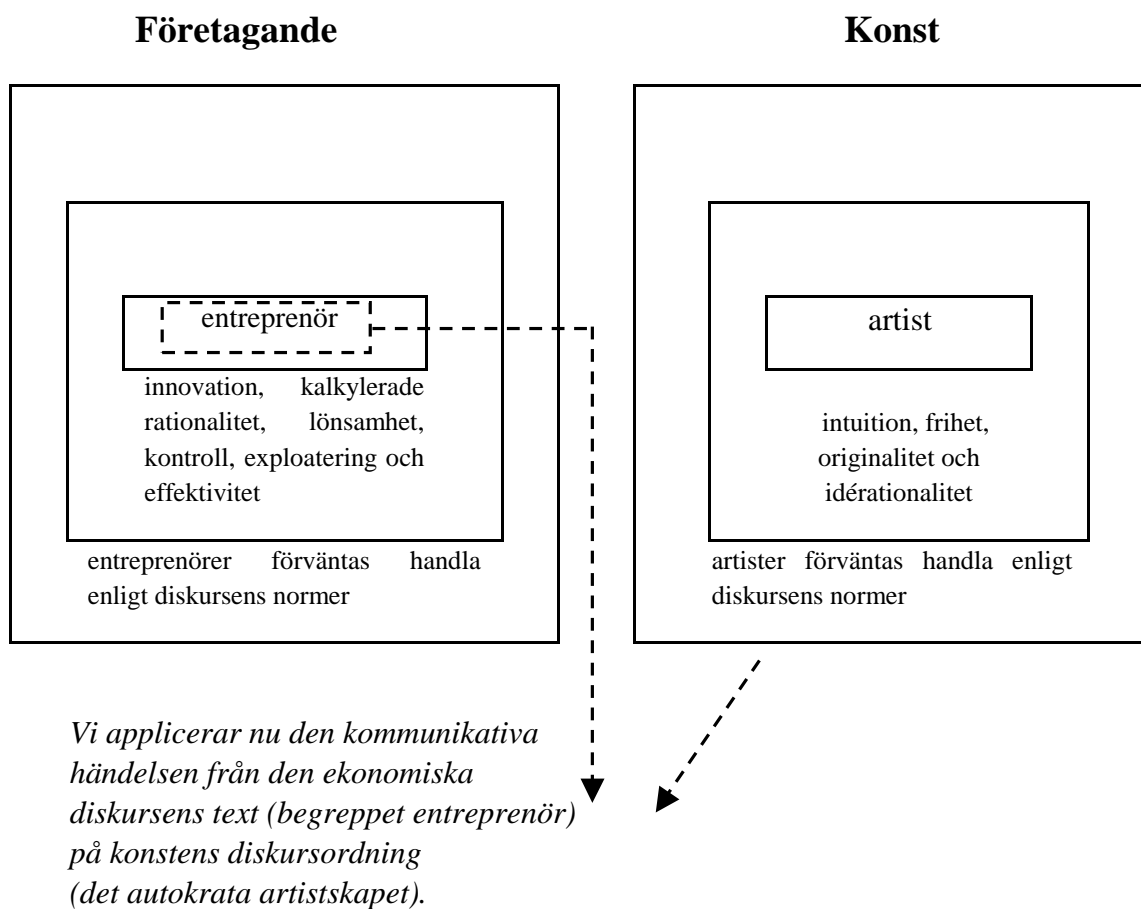 Företagande
entreprenör
innovation, kalkylerade
rationalitet, lönsamhet,
kontroll, exploatering och
effektivitet
entreprenörer förväntas handla
enligt diskursens normer
Konst
artist
intuition, frihet,
originalitet och
idérationalitet
artister förväntas handla enligt
diskursens normer
Vi applicerar nu den kommunikativa
händelsen från den ekonomiska
diskursens text (begreppet entreprenör)
på konstens diskursordning
(det autokrata artistskapet).